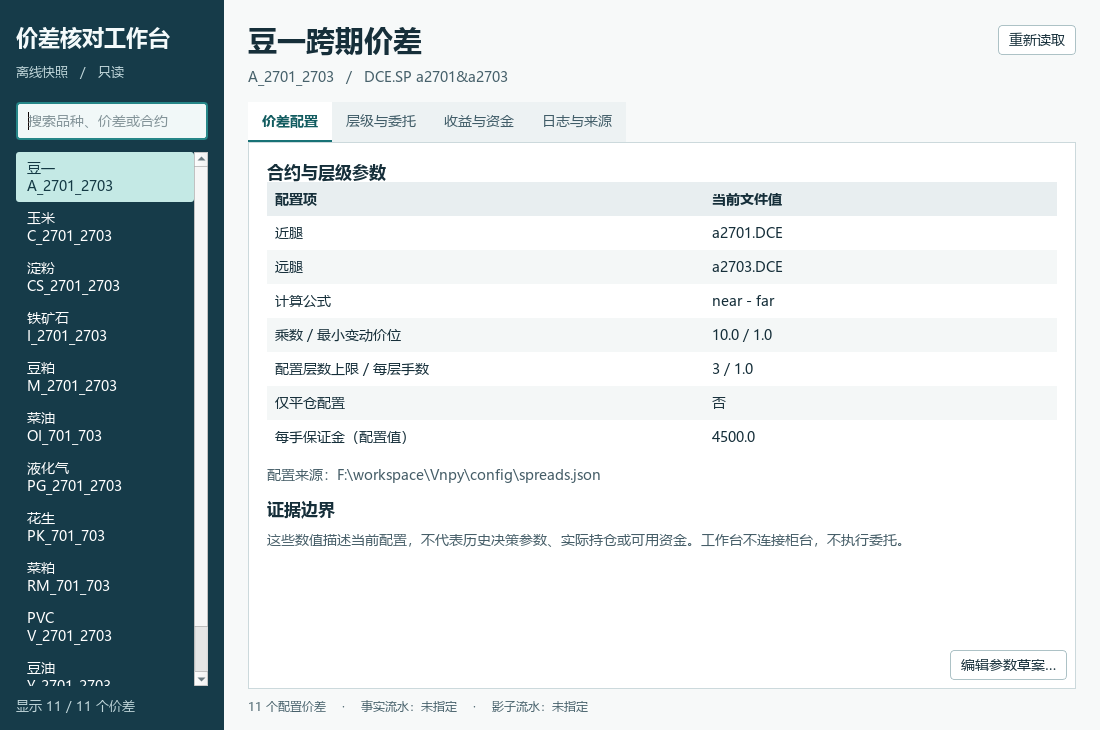 价差核对工作台
离线快照 / 只读
搜索品种、价差或合约
豆一
A_2701_2703
玉米
C_2701_2703
淀粉
CS_2701_2703
铁矿石
I_2701_2703
豆粕
M_2701_2703
菜油
OI_701_703
液化气
PG_2701_2703
花生
PK_701_703
菜粕
RM_701_703
PVC
V_2701_2703
豆油
Y_2701_2703
显示 11 / 11 个价差
豆一跨期价差
A_2701_2703 / DCE.SP a2701&a2703
重新读取
价差配置 层级与委托 收益与资金 日志与来源
合约与层级参数
配置项 当前文件值
近腿 a2701.DCE
远腿 a2703.DCE
计算公式 near - far
乘数 / 最小变动价位 10.0 / 1.0
配置层数上限 / 每层手数 3 / 1.0
仅平仓配置 否
每手保证金（配置值） 4500.0
配置来源：F:\workspace\Vnpy\config\spreads.json
证据边界
这些数值描述当前配置，不代表历史决策参数、实际持仓或可用资金。工作台不连接柜台，不执行委托。
编辑参数草案...
11 个配置价差 · 事实流水：未指定 · 影子流水：未指定